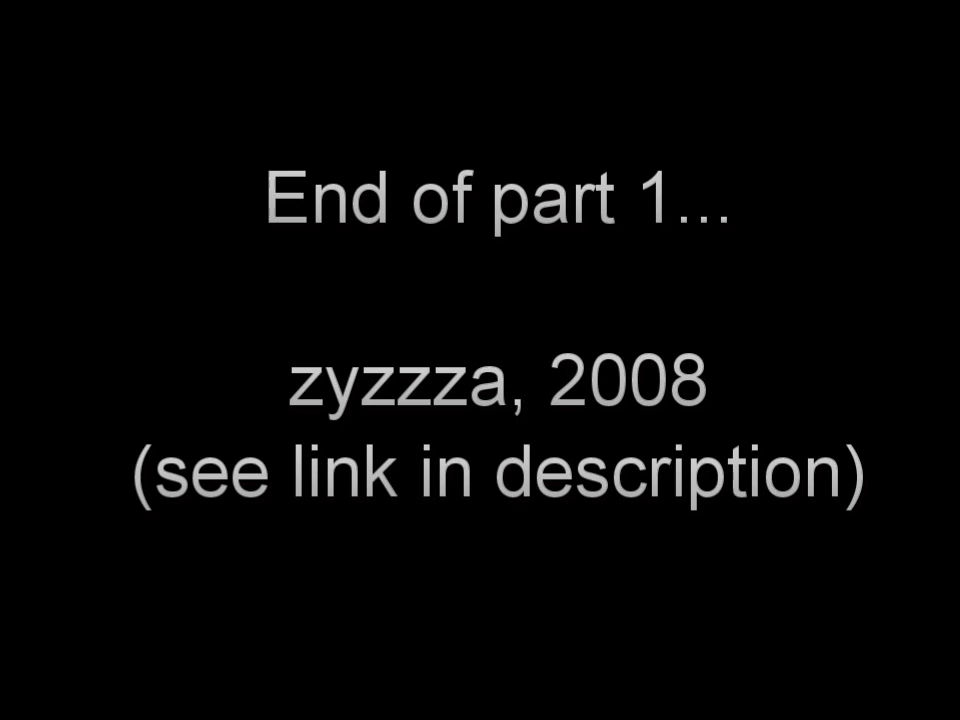 End of part 1...
zyzzza, 2008
(see link in description)